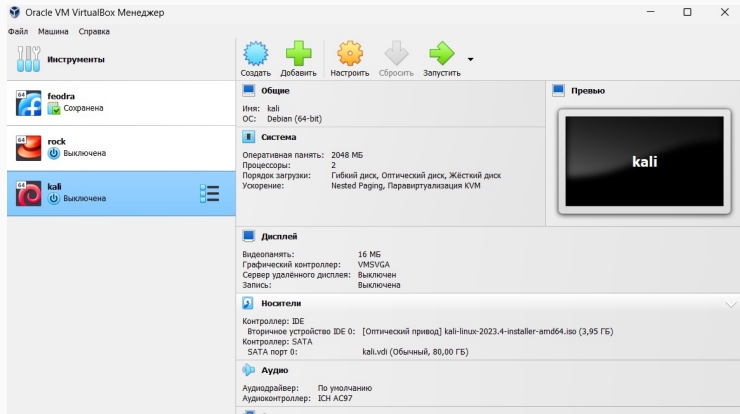 Oracle VM VirtualBox Менеджер
Файл Машина Справка
Инструменты
Создать Добавить Настроить Сбросить Запустить
64 feodra
Сохранена
64 rock
Выключена
64 kali
Выключена
Общие
Имя: kali
ОС: Debian (64-bit)
Превью
kali
Система
Оперативная память: 2048 МБ
Процессоры: 2
Порядок загрузки: Гибкий диск, Оптический диск, Жёсткий диск
Ускорение: Nested Paging, Паравиртуализация KVM
Дисплей
Видеопамять: 16 МБ
Графический контроллер: VMSVGA
Сервер удалённого дисплея: Выключен
Запись: Выключена
Носители
Контроллер: IDE
Вторичное устройство IDE 0: [Оптический привод] kali-linux-2023.4-installer-amd64.iso (3,95 ГБ)
Контроллер: SATA
SATA порт 0: kali.vdi (Обычный, 80,00 ГБ)
Аудио
Аудиодрайвер: По умолчанию
Аудиоконтроллер: ICH AC97